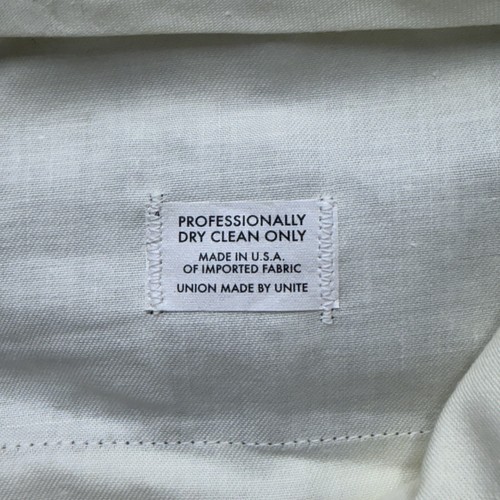 PROFESSIONALLY
DRY CLEAN ONLY
MADE IN U.S.A.
OF IMPORTED FABRIC
UNION MADE BY UNITE